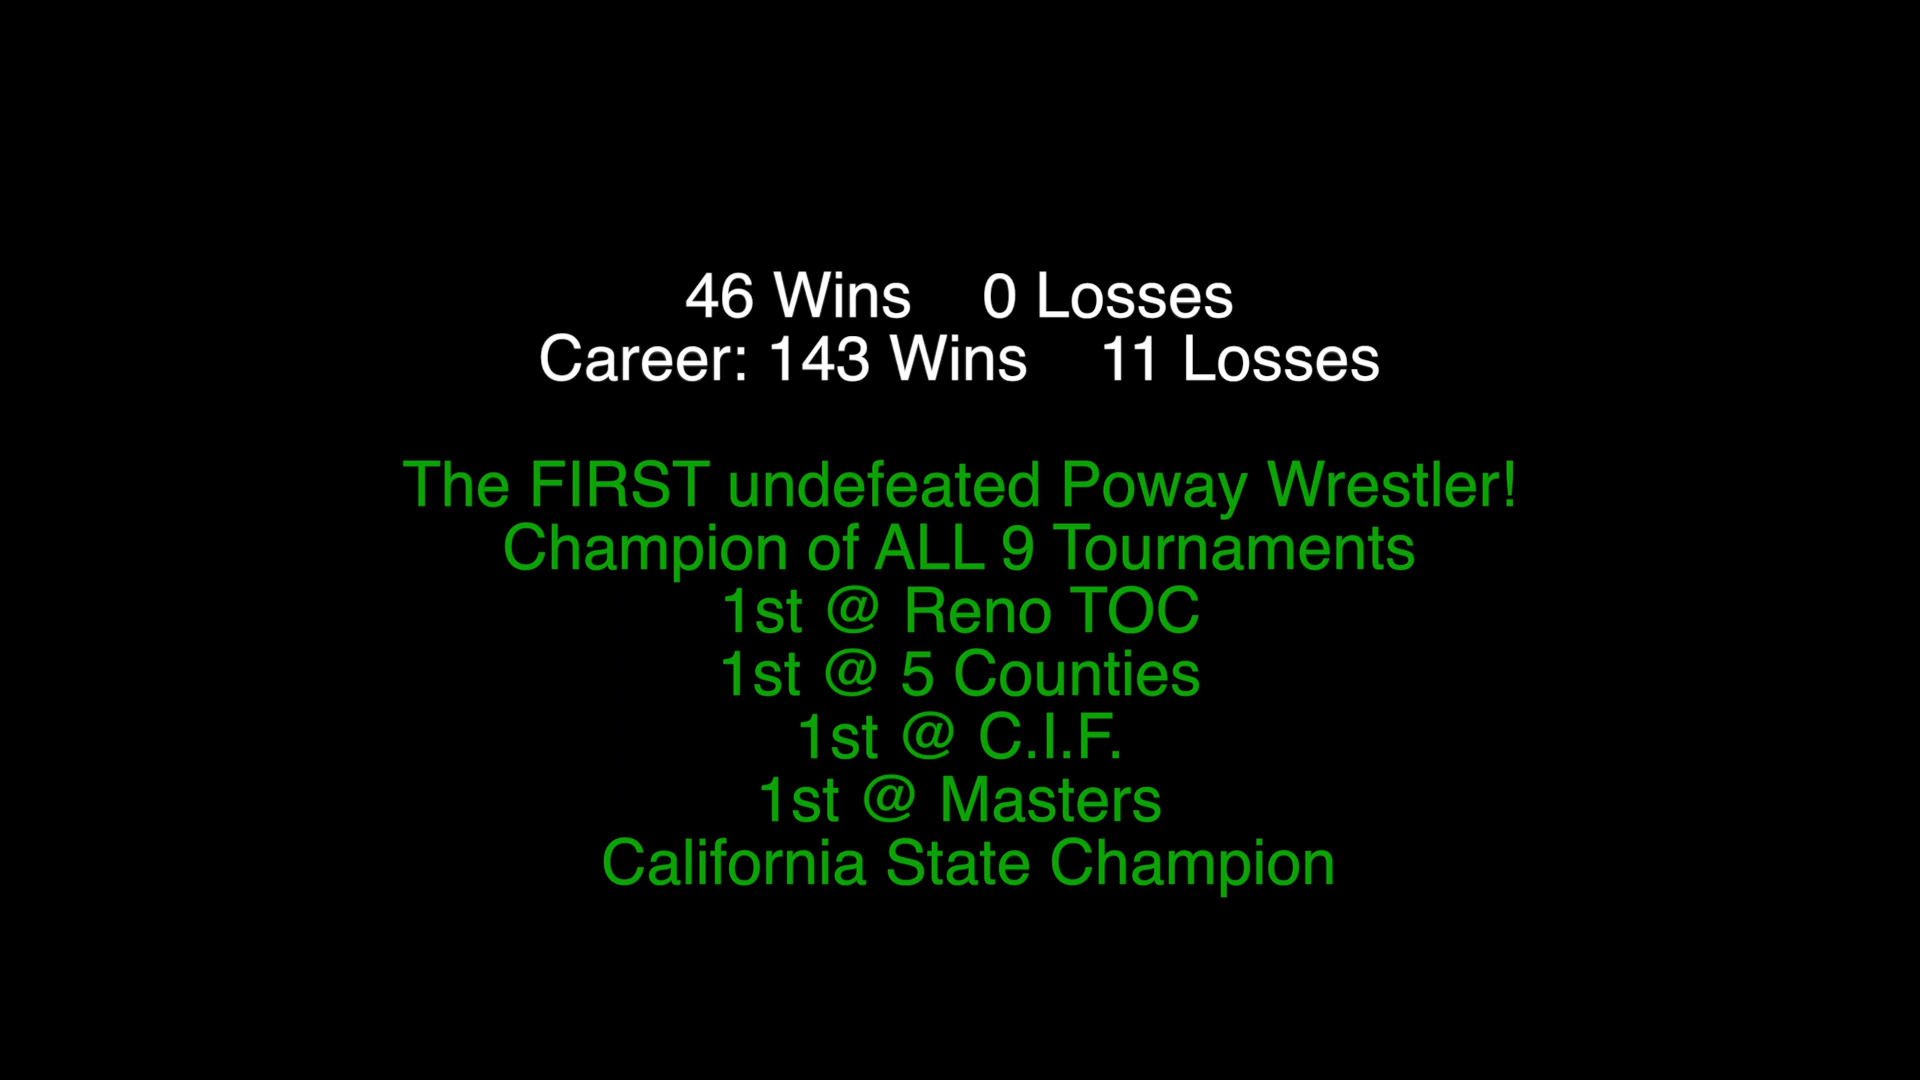 46 Wins    0 Losses
Career: 143 Wins    11 Losses
The FIRST undefeated Poway Wrestler!
Champion of ALL 9 Tournaments
1st @ Reno TOC
1st @ 5 Counties
1st @ C.I.F.
1st @ Masters
California State Champion